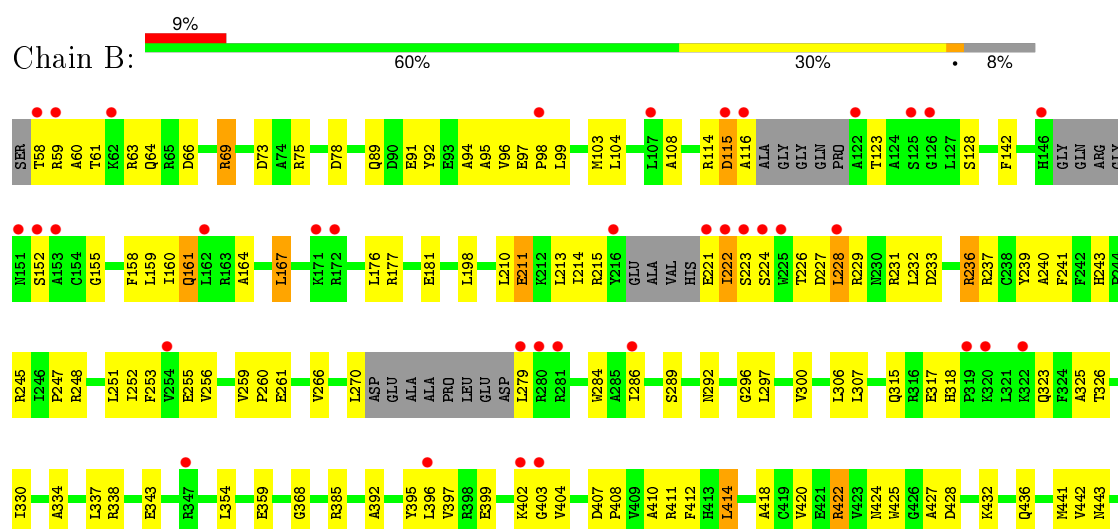 9%
Chain B:
60% 30% • 8%
SER T58 R59 A60 T61 K62 R63 Q64 R65 D66 R69 D73 A74 R75 D78 Q89 D90 E91 Y92 E93 A94 A95 V96 E97 P98 L99 M103 L104 L107 A108 R114 D115 A116 ALA GLY GLY GLN PRO A122 T123 A124 S125 G126 L127 S128 F142 H146 GLY GLN ARG GLY
N151 S152 A153 C154 G155 F158 L159 I160 Q161 L162 R163 A164 L167 K171 R172 L176 R177 E181 L198 L210 E211 K212 L213 I214 R215 Y216 GLU ALA VAL HIS E221 I222 S223 S224 W225 T226 D227 L228 R229 N230 R231 L232 D233 R236 R237 C238 Y239 A240 F241 F242 H243
R245 I246 P247 R248 L251 I252 F253 V254 E255 V256 V259 P260 E261 V266 L270 ASP GLU ALA ALA PRO LEU GLU ASP L279 R280 R281 W284 A285 I286 S289 N292 G296 L297 V300 L306 L307 Q315 R316 E317 H318 P319 K320 L321 K322 Q323 F324 A325 T326
I330 A334 L337 R338 E343 R347 L354 E359 G368 R385 A392 Y395 L396 V397 R398 E399 K402 G403 V404 D407 P408 V409 A410 R411 F412 H413 L414 A418 C419 V420 E421 R422 V423 N424 W425 G426 A427 D428 K432 Q436 M441 V442 N443